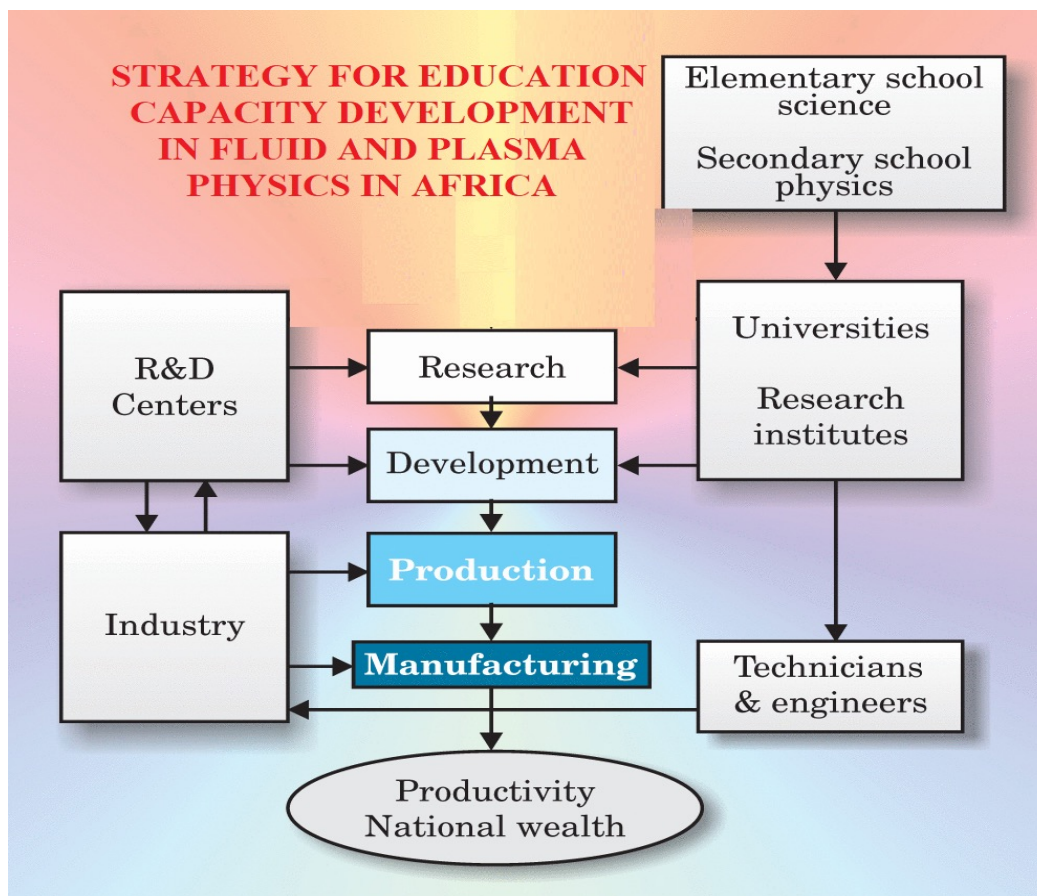 STRATEGY FOR EDUCATION
CAPACITY DEVELOPMENT
IN FLUID AND PLASMA
PHYSICS IN AFRICA
Elementary school
science
Secondary school
physics
R&D
Centers
Research
Universities
Research
institutes
Development
Production
Industry
Manufacturing
Technicians
& engineers
Productivity
National wealth